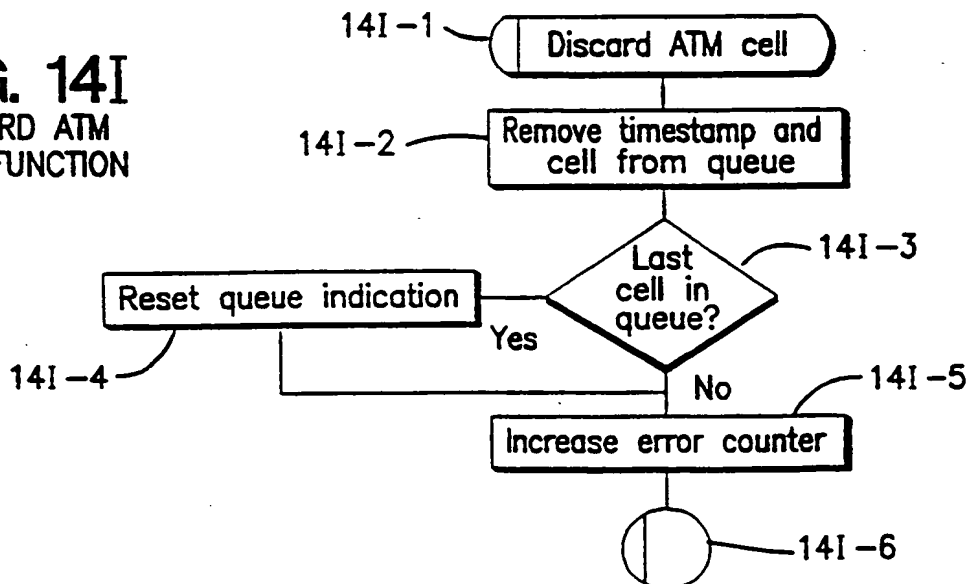 14I-1
Discard ATM cell
14I
ATM
FUNCTION
14I-2
Remove timestamp and
cell from queue
14I-3
Last
cell in
queue?
Reset queue indication
Yes
14I-4
No
14I-5
Increase error counter
14I-6